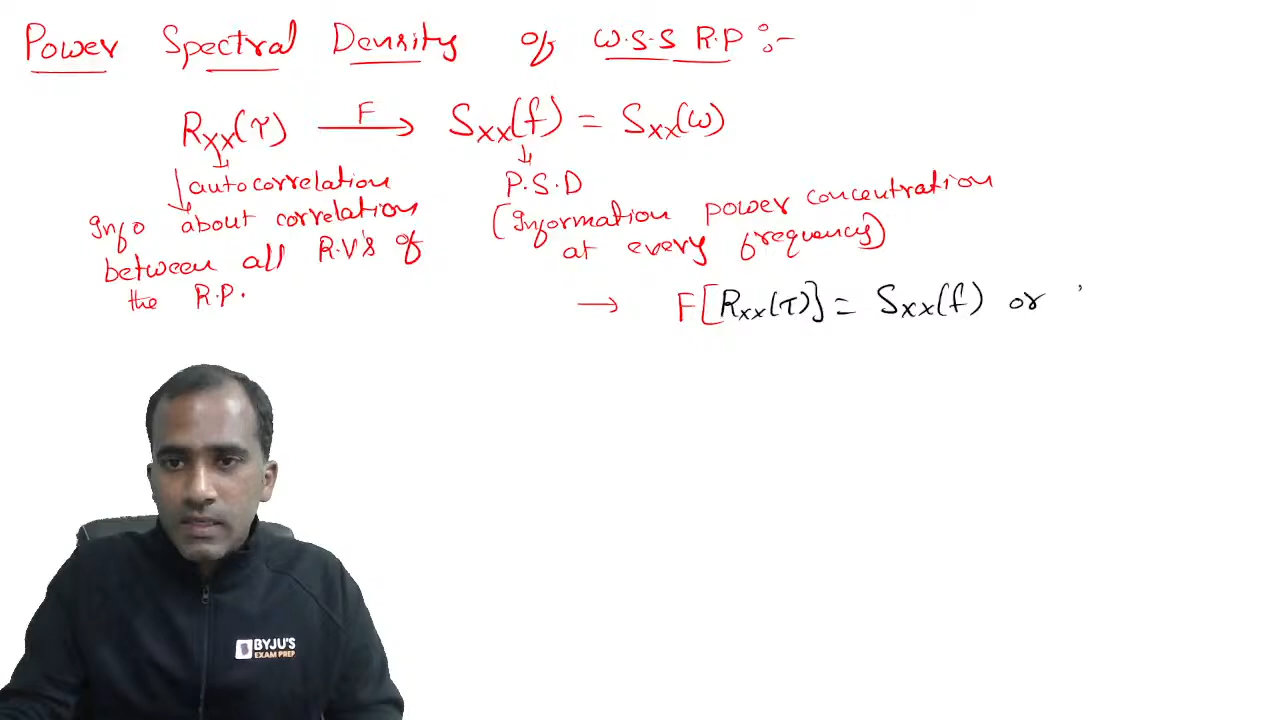 Power Spectral Density of W.S.S R.P :-
Rxx(τ) —F→ Sxx(f) = Sxx(ω)
↓autocorrelation
P.S.D
Info about correlation
between all R.V's of
the R.P.
(Information power concentration
at every frequency)
→ F[Rxx(τ)] = Sxx(f) or
BYJU'S
EXAM PREP